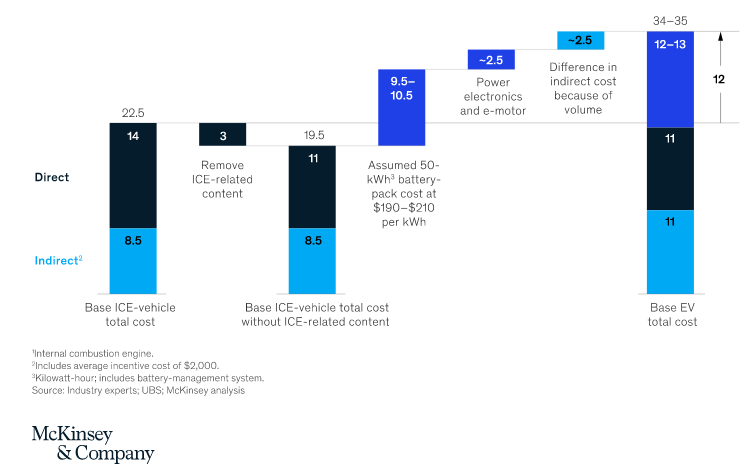 34–35
~2.5
12–13
~2.5
9.5–
10.5
Difference in
indirect cost
because of
volume
12
Power
electronics
and e-motor
22.5
14
3
19.5
11
11
Remove
ICE-related
content
Assumed 50-
kWh³ battery-
pack cost at
$190–$210
per kWh
Direct
8.5
8.5
11
Indirect²
Base ICE-vehicle
total cost
Base ICE-vehicle total cost
without ICE-related content
Base EV
total cost
¹Internal combustion engine.
²Includes average incentive cost of $2,000.
³Kilowatt-hour; includes battery-management system.
Source: Industry experts; UBS; McKinsey analysis
McKinsey
& Company